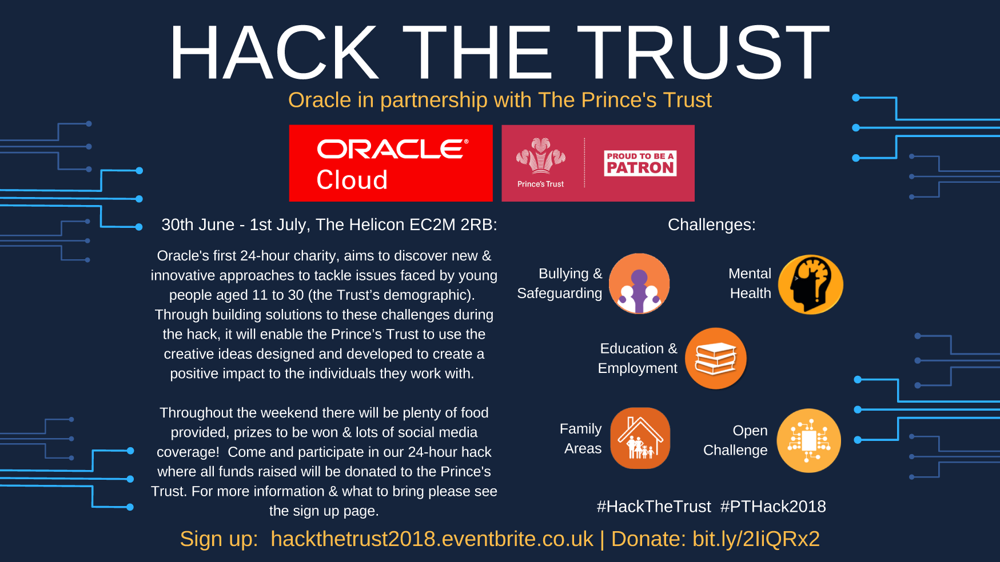 HACK THE TRUST
Oracle in partnership with The Prince's Trust
ORACLE®
Cloud
Prince's Trust
PROUD TO BE A
PATRON
30th June - 1st July, The Helicon EC2M 2RB:
Oracle's first 24-hour charity, aims to discover new &
innovative approaches to tackle issues faced by young
people aged 11 to 30 (the Trust’s demographic).
Through building solutions to these challenges during
the hack, it will enable the Prince’s Trust to use the
creative ideas designed and developed to create a
positive impact to the individuals they work with.
Throughout the weekend there will be plenty of food
provided, prizes to be won & lots of social media
coverage!  Come and participate in our 24-hour hack
where all funds raised will be donated to the Prince's
Trust. For more information & what to bring please see
the sign up page.
Challenges:
Bullying &
Safeguarding
Mental
Health
Education &
Employment
Family
Areas
Open
Challenge
#HackTheTrust  #PTHack2018
Sign up:  hackthetrust2018.eventbrite.co.uk | Donate: bit.ly/2IiQRx2